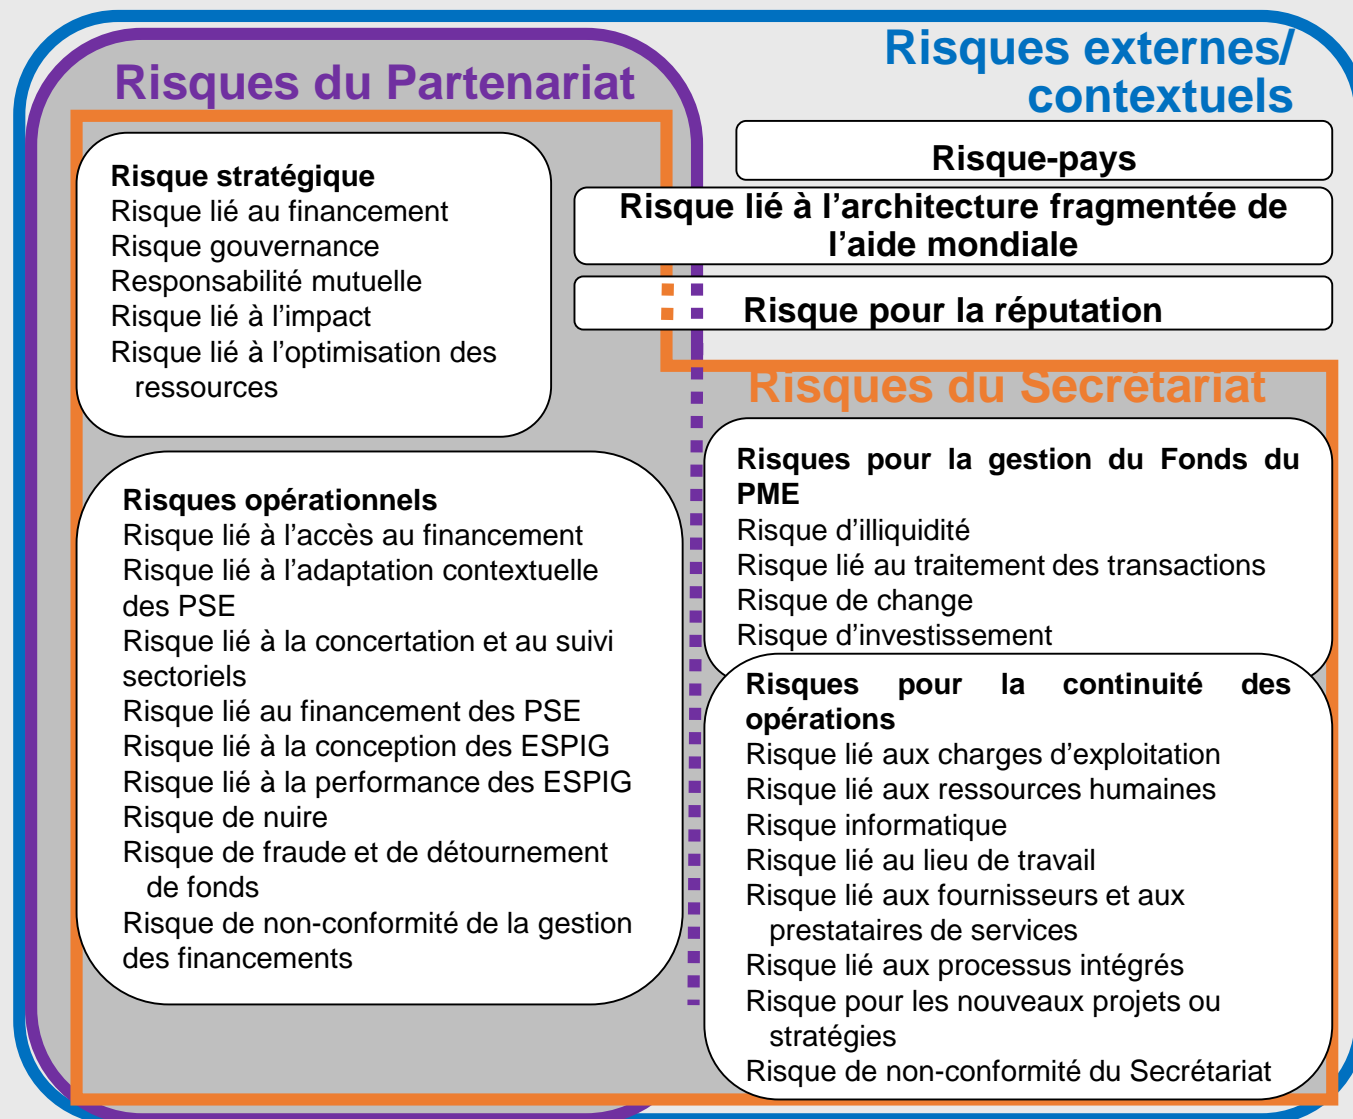 Risques du Partenariat
Risques externes/
contextuels
Risque stratégique
Risque lié au financement
Risque gouvernance
Responsabilité mutuelle
Risque lié à l’impact
Risque lié à l’optimisation des
ressources
Risque-pays
Risque lié à l’architecture fragmentée de
l’aide mondiale
Risque pour la réputation
Risques du Secrétariat
Risques opérationnels
Risque lié à l’accès au financement
Risque lié à l’adaptation contextuelle
des PSE
Risque lié à la concertation et au suivi
sectoriels
Risque lié au financement des PSE
Risque lié à la conception des ESPIG
Risque lié à la performance des ESPIG
Risque de nuire
Risque de fraude et de détournement
de fonds
Risque de non-conformité de la gestion
des financements
Risques pour la gestion du Fonds du
PME
Risque d’illiquidité
Risque lié au traitement des transactions
Risque de change
Risque d’investissement
Risques pour la continuité des
opérations
Risque lié aux charges d’exploitation
Risque lié aux ressources humaines
Risque informatique
Risque lié au lieu de travail
Risque lié aux fournisseurs et aux
prestataires de services
Risque lié aux processus intégrés
Risque pour les nouveaux projets ou
stratégies
Risque de non-conformité du Secrétariat